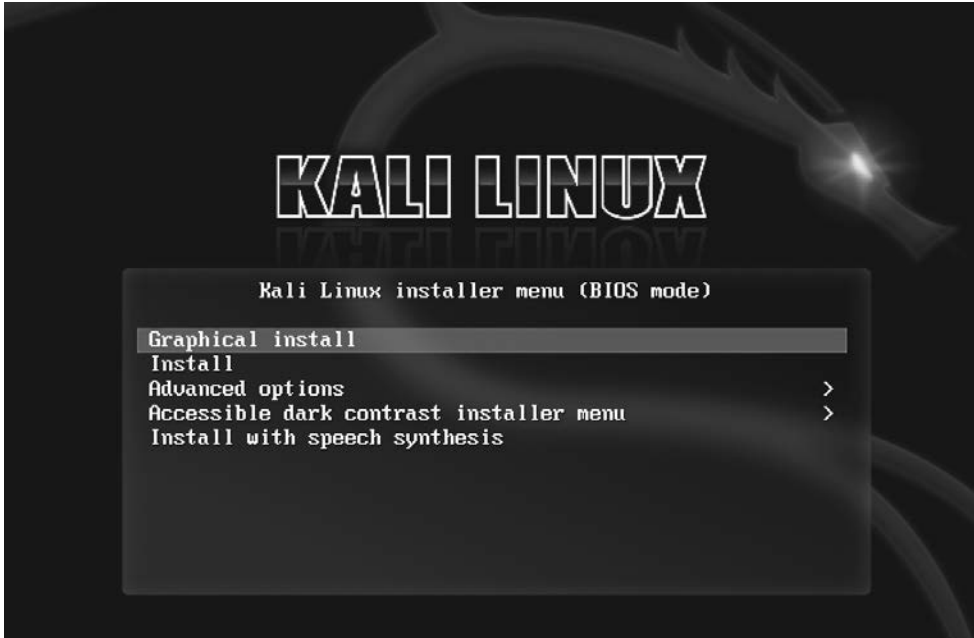 KALI LINUX
Kali Linux installer menu (BIOS mode)
Graphical install
Install
Advanced options >
Accessible dark contrast installer menu >
Install with speech synthesis